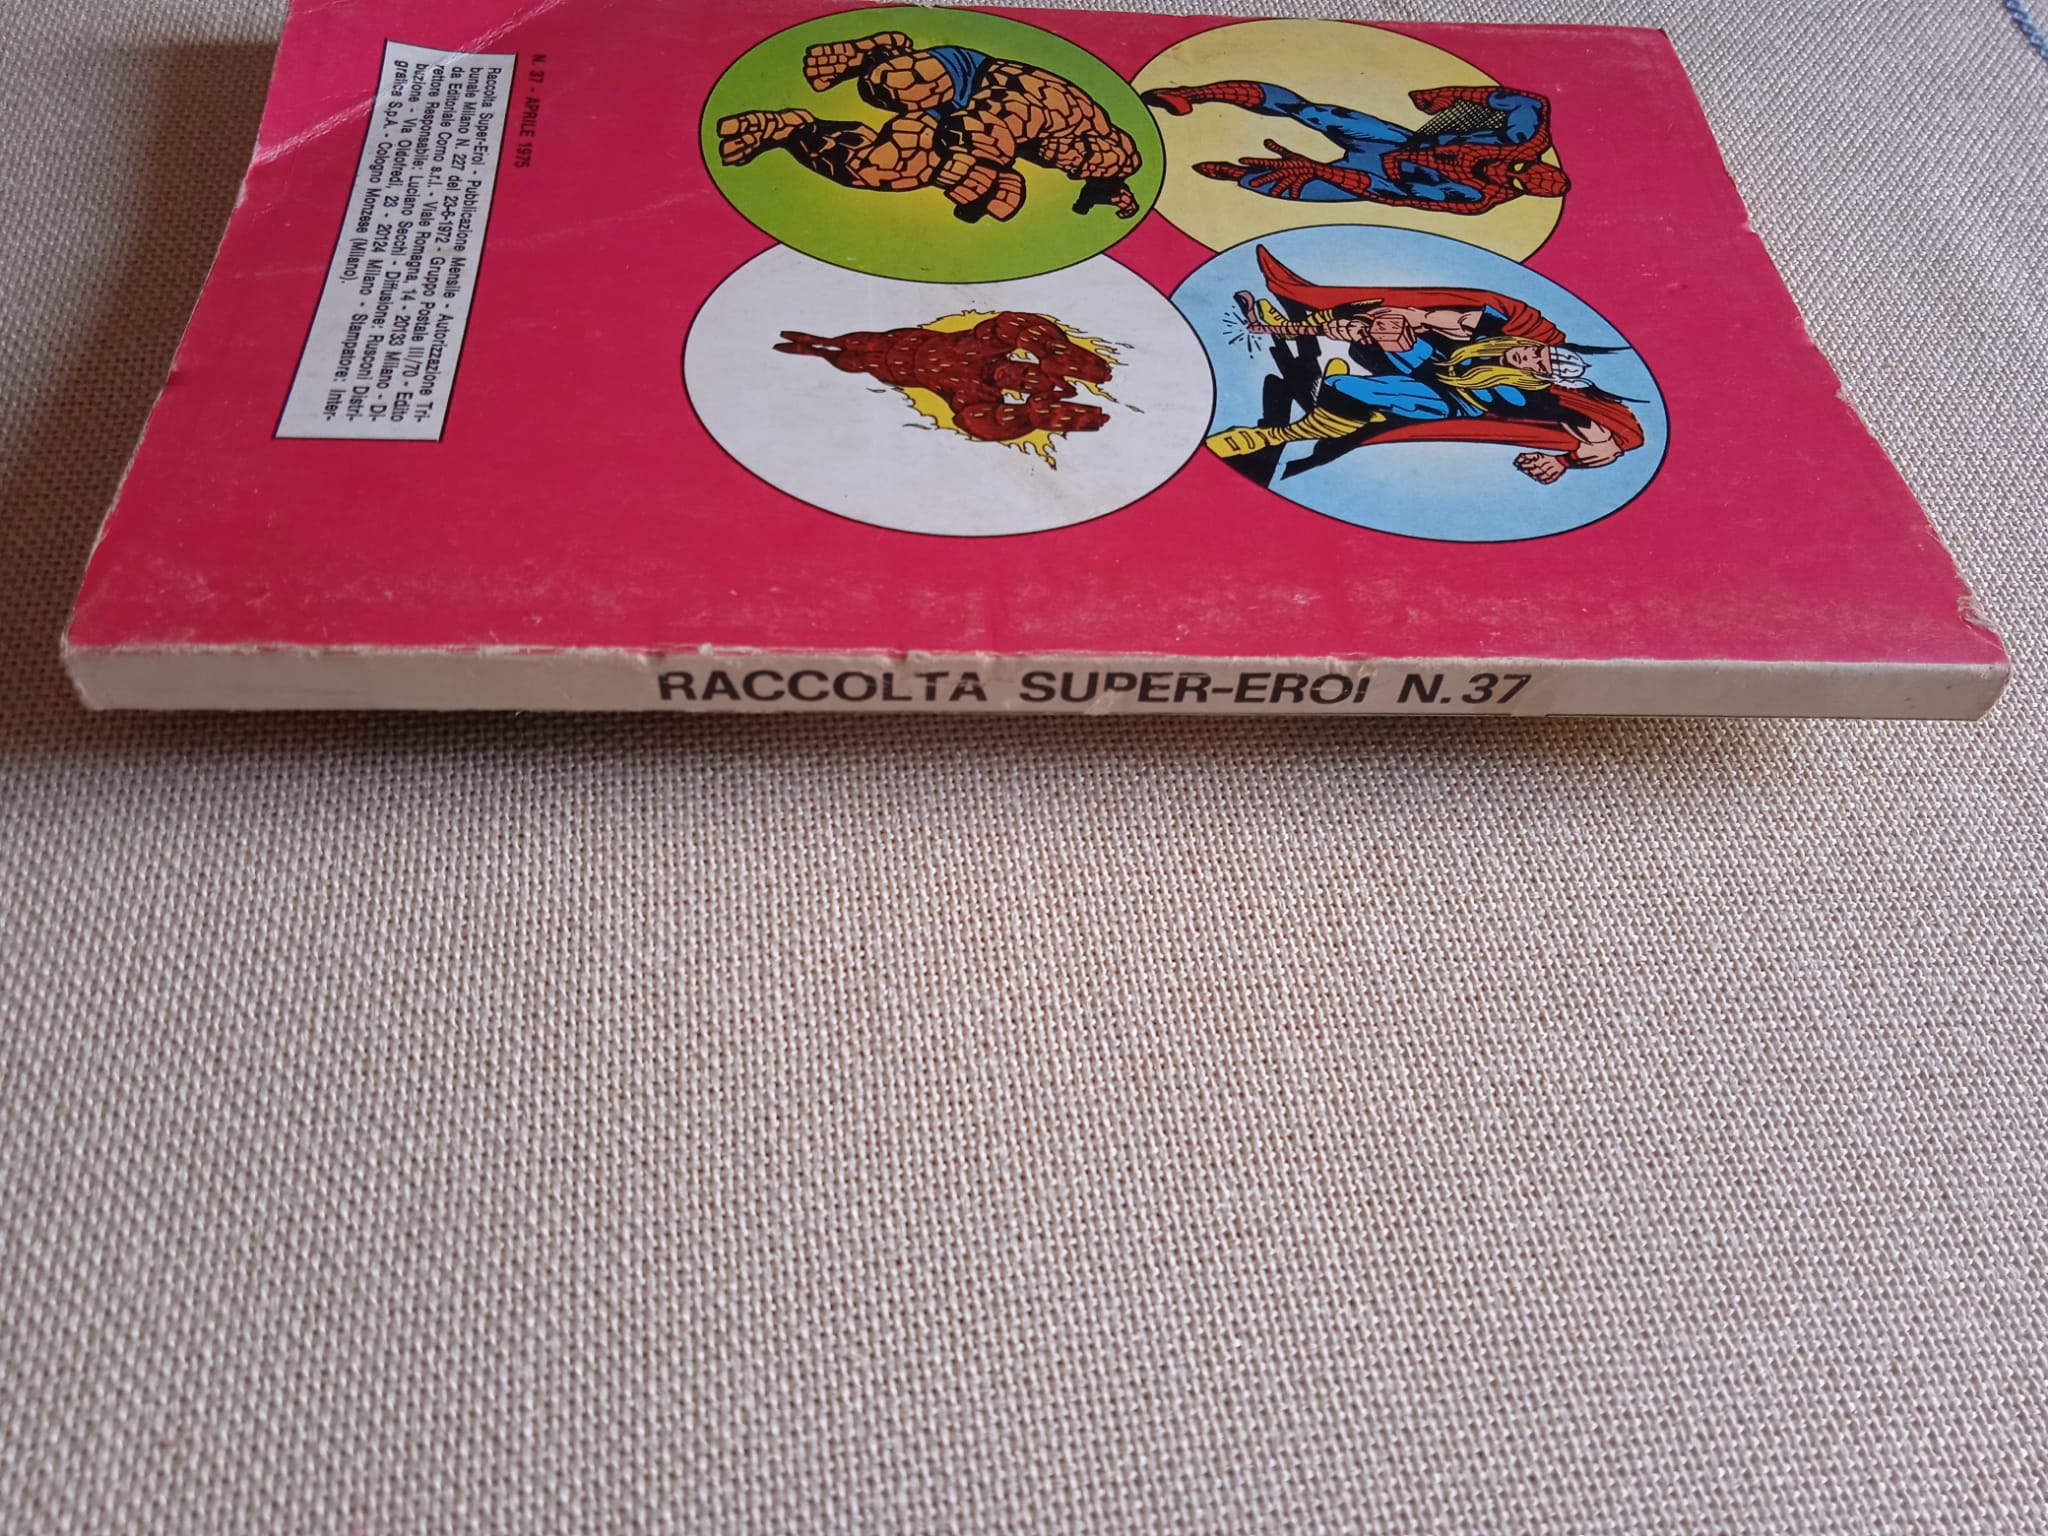 N. 37 - APRILE 1975
Raccolta Super-Eroi - Pubblicazione Mensile - Autorizzazione Tri-
bunale Milano N. 227 del 23-6-1972 - Gruppo Postale III/70 - Edito
da Editoriale Corno s.r.l. - Viale Romagna, 14 - 20133 Milano - Di-
rettore Responsabile: Luciano Secchi - Diffusione: Rusconi Distri-
buzione - Via Oldofredi, 23 - 20124 Milano - Stampatore: Inter-
grafica S.p.A. - Cologno Monzese (Milano).
RACCOLTA SUPER-EROI N. 37